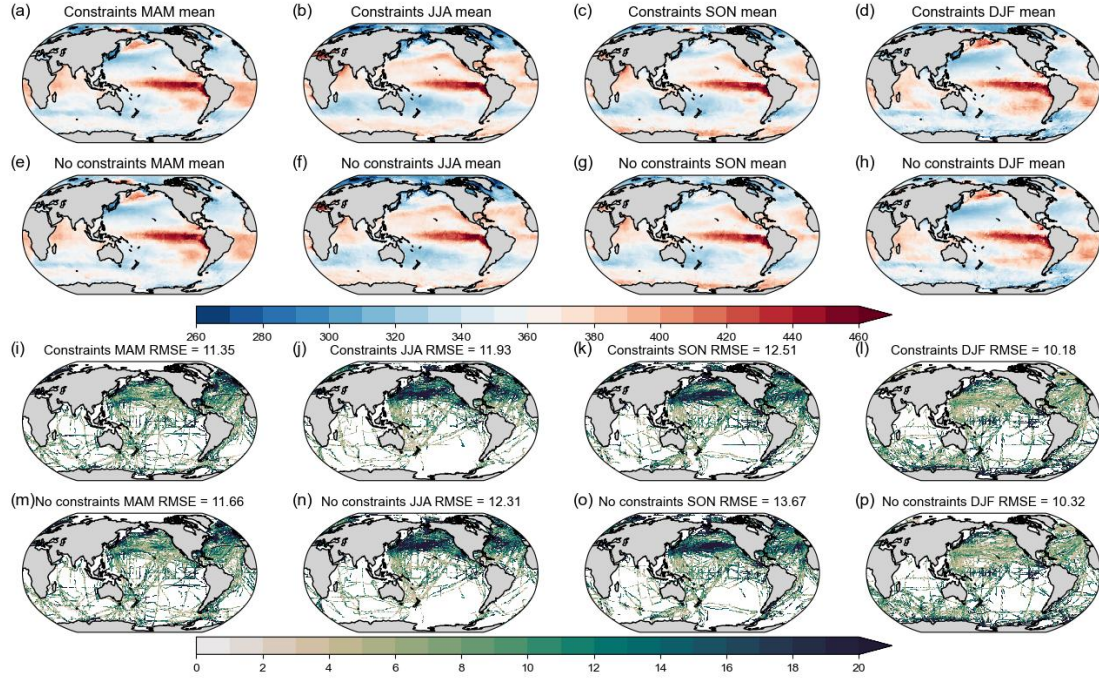 (a) Constraints MAM mean (b) Constraints JJA mean (c) Constraints SON mean (d) Constraints DJF mean
(e) No constraints MAM mean (f) No constraints JJA mean (g) No constraints SON mean (h) No constraints DJF mean
260 280 300 320 340 360 380 400 420 440 460
(i) Constraints MAM RMSE = 11.35 (j) Constraints JJA RMSE = 11.93 (k) Constraints SON RMSE = 12.51 (l) Constraints DJF RMSE = 10.18
(m) No constraints MAM RMSE = 11.66 (n) No constraints JJA RMSE = 12.31 (o) No constraints SON RMSE = 13.67 (p) No constraints DJF RMSE = 10.32
0 2 4 6 8 10 12 14 16 18 20